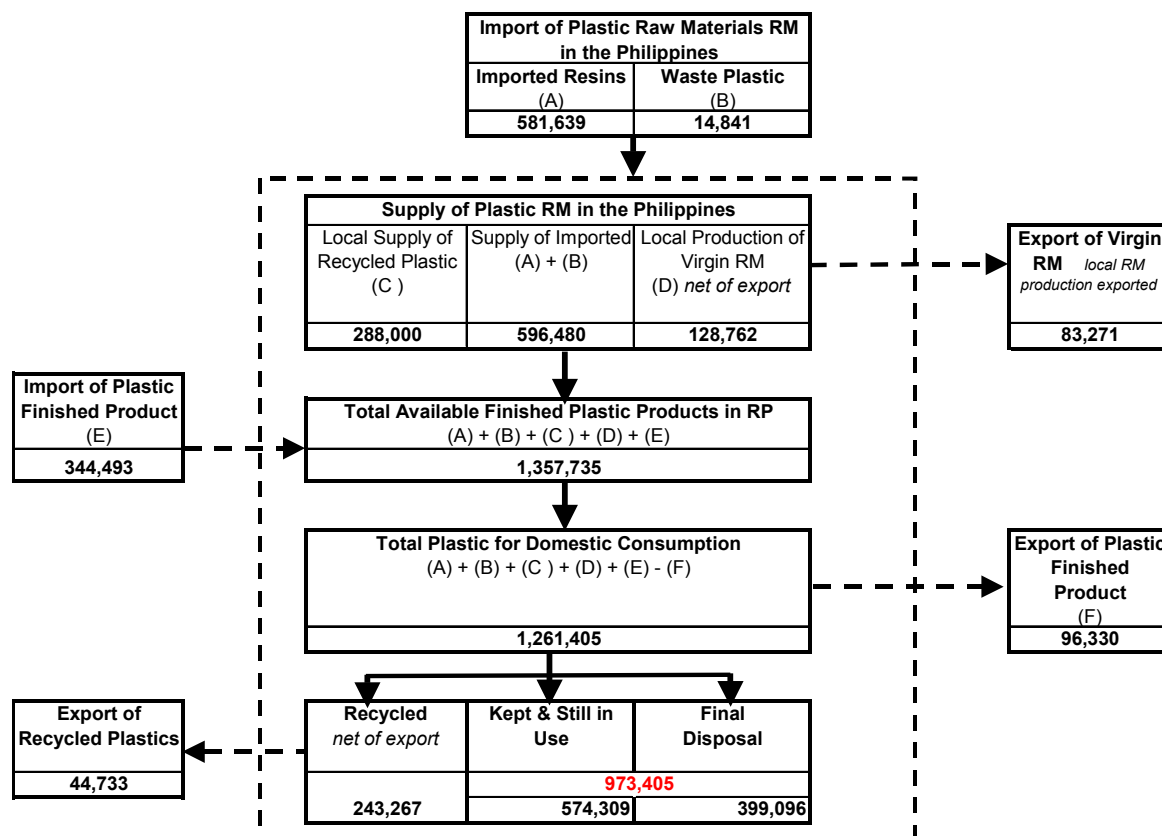 Import of Plastic Raw Materials RM
in the Philippines
Imported Resins
(A)
Waste Plastic
(B)
581,639
14,841
Supply of Plastic RM in the Philippines
Local Supply of
Recycled Plastic
(C )
Supply of Imported
(A) + (B)
Local Production of
Virgin RM
(D) net of export
288,000
596,480
128,762
Export of Virgin
RM local RM
production exported
83,271
Import of Plastic
Finished Product
(E)
344,493
Total Available Finished Plastic Products in RP
(A) + (B) + (C ) + (D) + (E)
1,357,735
Total Plastic for Domestic Consumption
(A) + (B) + (C ) + (D) + (E) - (F)
1,261,405
Export of Plastic
Finished
Product
(F)
96,330
Export of
Recycled Plastics
44,733
Recycled
net of export
Kept & Still in
Use
Final
Disposal
973,405
243,267
574,309
399,096